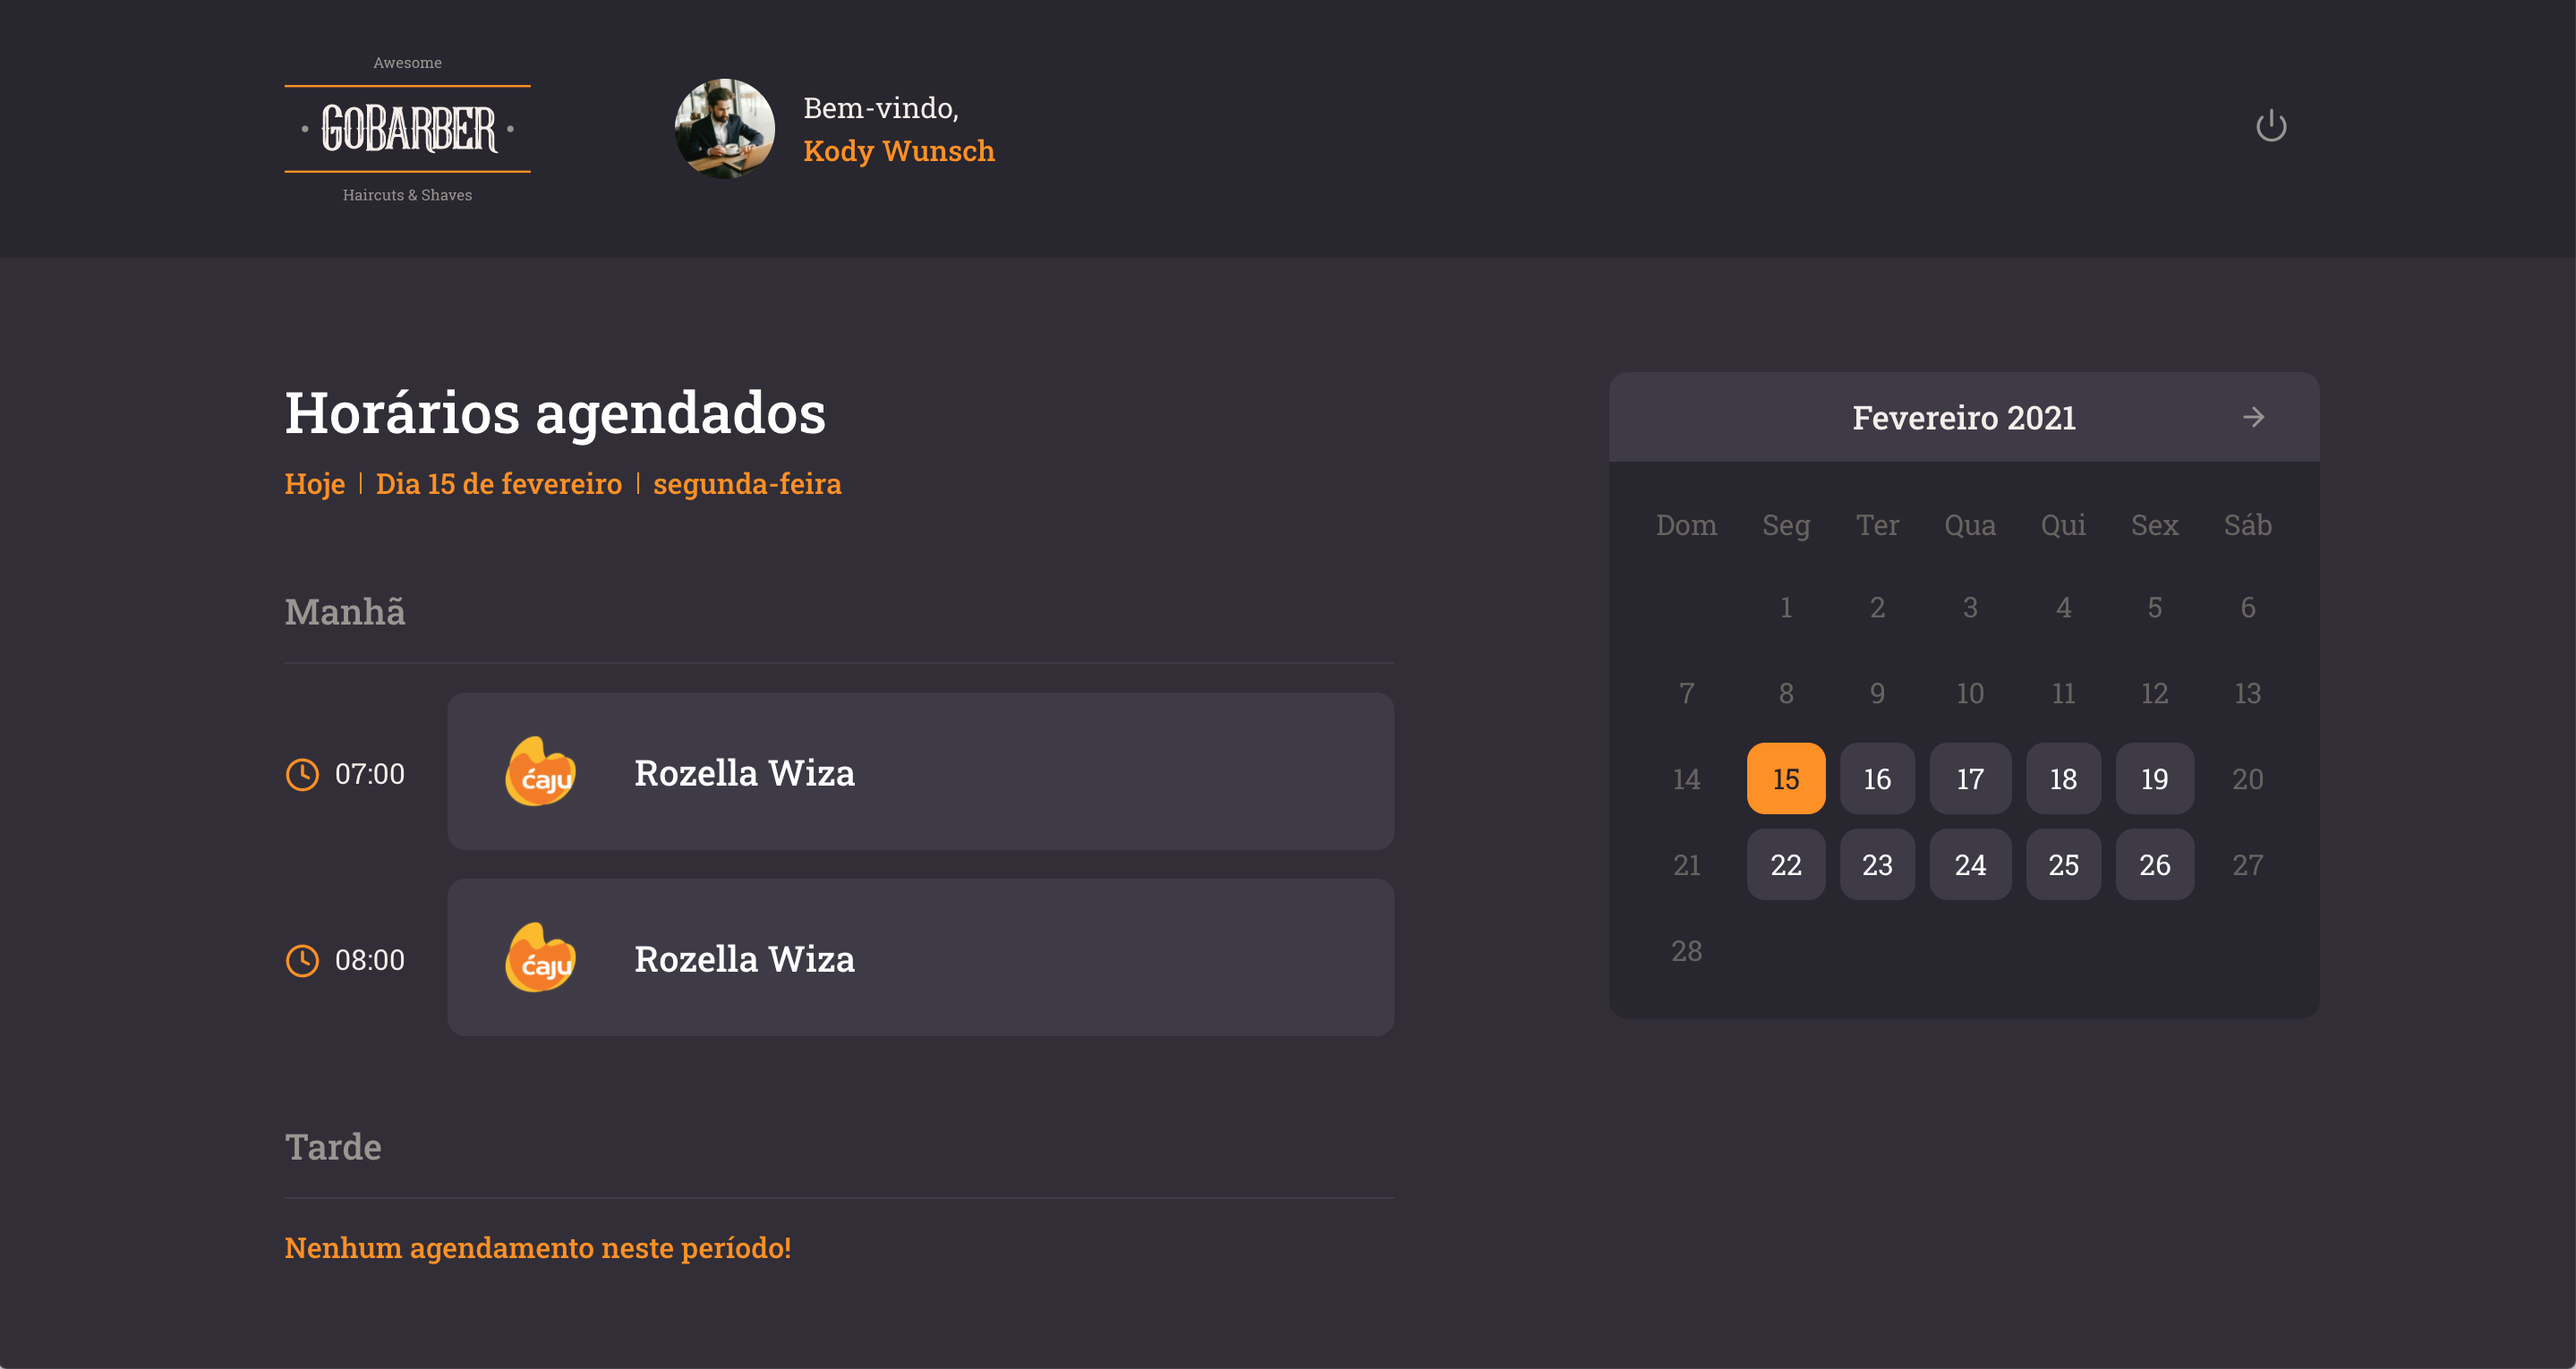 Awesome
GOBARBER
Haircuts & Shaves
Bem-vindo,
Kody Wunsch
Horários agendados
Hoje | Dia 15 de fevereiro | segunda-feira
Manhã
07:00
ćaju
Rozella Wiza
08:00
ćaju
Rozella Wiza
Tarde
Nenhum agendamento neste período!
Fevereiro 2021
Dom Seg Ter Qua Qui Sex Sáb
1 2 3 4 5 6
7 8 9 10 11 12 13
14 15 16 17 18 19 20
21 22 23 24 25 26 27
28